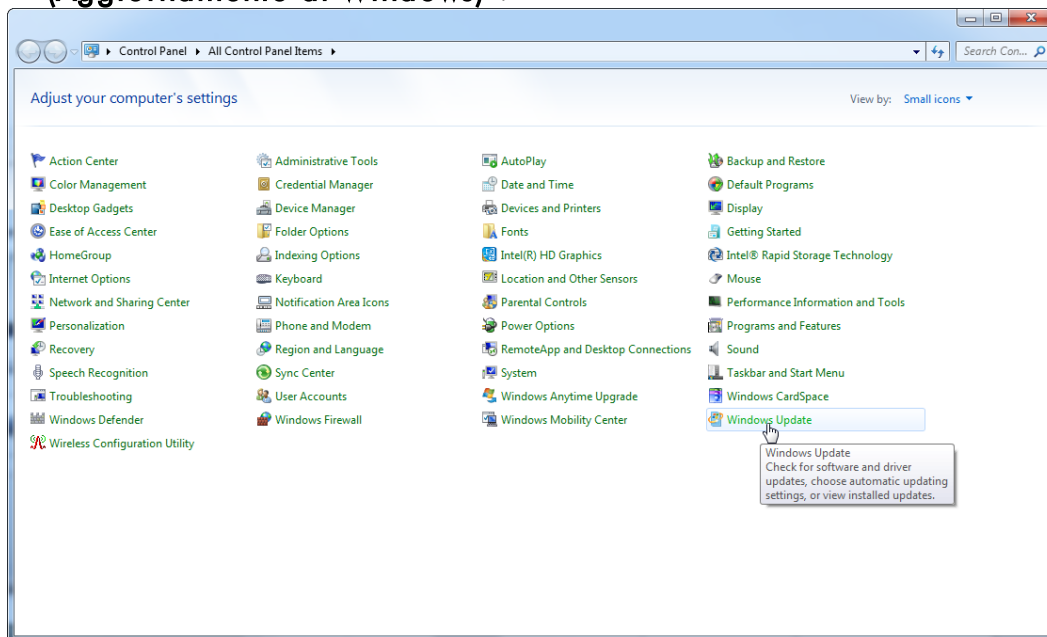 (Aggiornamento di Windows) .
Control Panel All Control Panel Items Search Con...
Adjust your computer's settings View by: Small icons
Action Center Administrative Tools AutoPlay Backup and Restore
Color Management Credential Manager Date and Time Default Programs
Desktop Gadgets Device Manager Devices and Printers Display
Ease of Access Center Folder Options Fonts Getting Started
HomeGroup Indexing Options Intel(R) HD Graphics Intel® Rapid Storage Technology
Internet Options Keyboard Location and Other Sensors Mouse
Network and Sharing Center Notification Area Icons Parental Controls Performance Information and Tools
Personalization Phone and Modem Power Options Programs and Features
Recovery Region and Language RemoteApp and Desktop Connections Sound
Speech Recognition Sync Center System Taskbar and Start Menu
Troubleshooting User Accounts Windows Anytime Upgrade Windows CardSpace
Windows Defender Windows Firewall Windows Mobility Center Windows Update
Wireless Configuration Utility
Windows Update
Check for software and driver
updates, choose automatic updating
settings, or view installed updates.